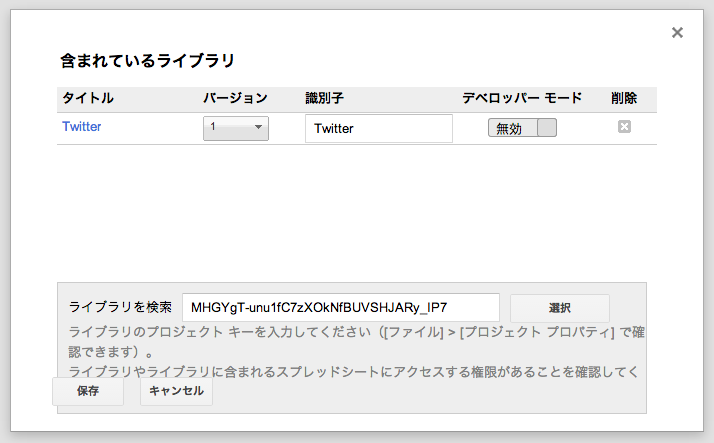 含まれているライブラリ
タイトル バージョン 識別子 デベロッパー モード 削除
Twitter 1 Twitter 無効
ライブラリを検索 MHGYgT-unu1fC7zXOkNfBUVSHJARy_IP7 選択
ライブラリのプロジェクト キーを入力してください（[ファイル] > [プロジェクト プロパティ] で確
認できます）。
ライブラリやライブラリに含まれるスプレッドシートにアクセスする権限があることを確認してく
保存 キャンセル